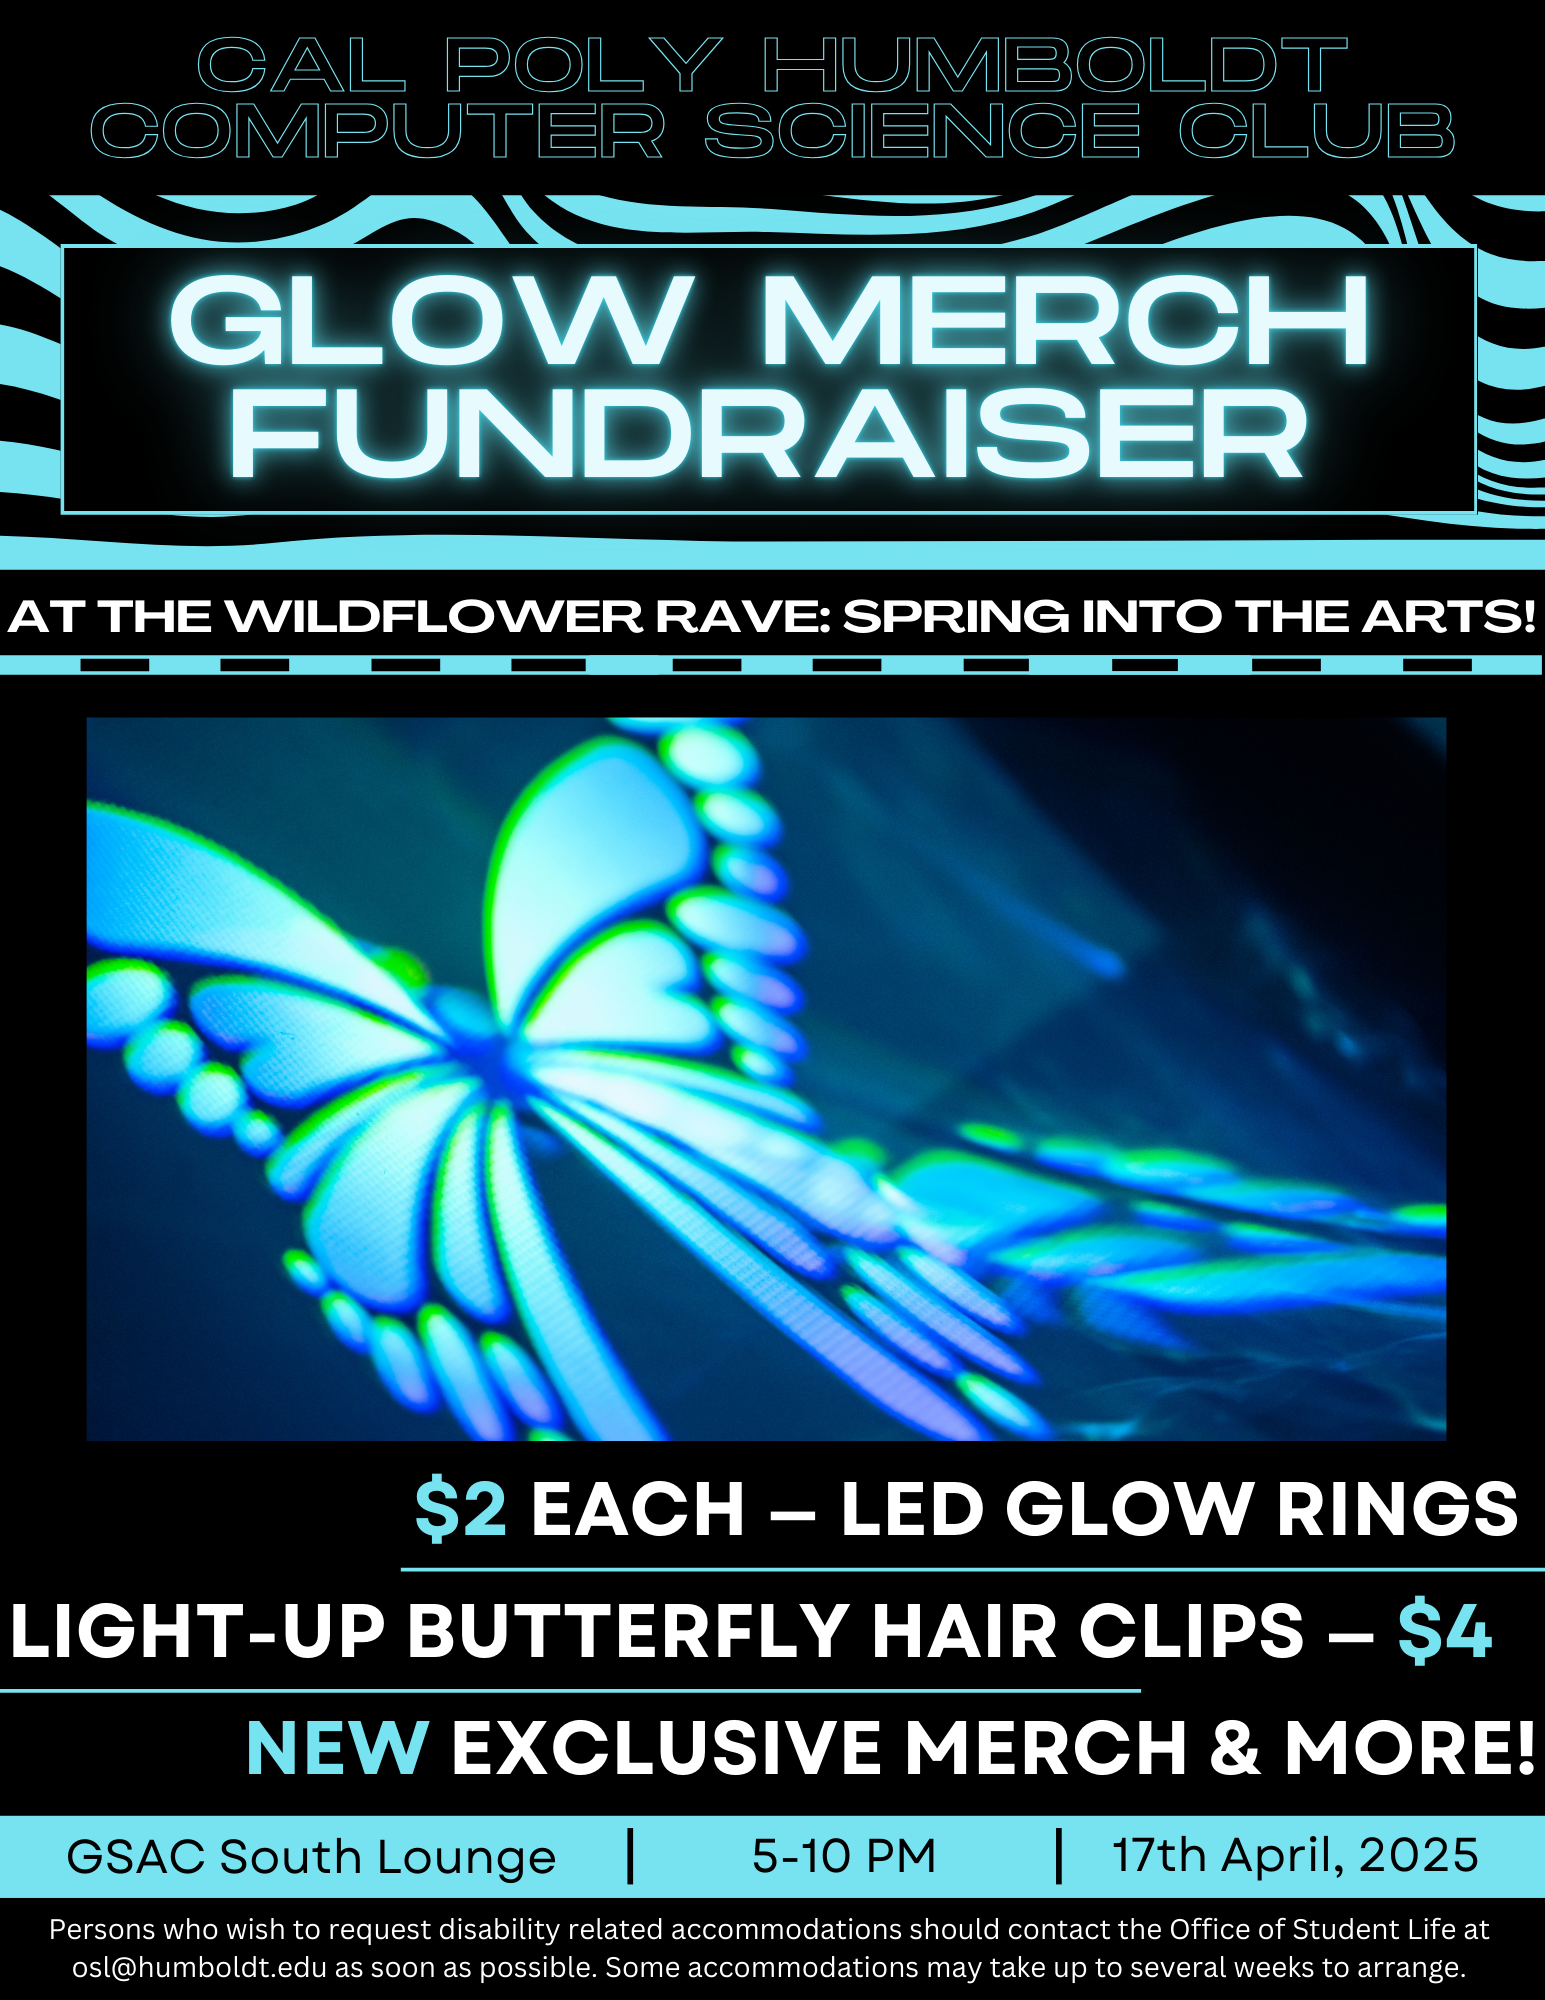 CAL POLY HUMBOLDT
COMPUTER SCIENCE CLUB
GLOW MERCH
FUNDRAISER
AT THE WILDFLOWER RAVE: SPRING INTO THE ARTS!
$2 EACH – LED GLOW RINGS
LIGHT-UP BUTTERFLY HAIR CLIPS – $4
NEW EXCLUSIVE MERCH & MORE!
GSAC South Lounge | 5-10 PM | 17th April, 2025
Persons who wish to request disability related accommodations should contact the Office of Student Life at
osl@humboldt.edu as soon as possible. Some accommodations may take up to several weeks to arrange.